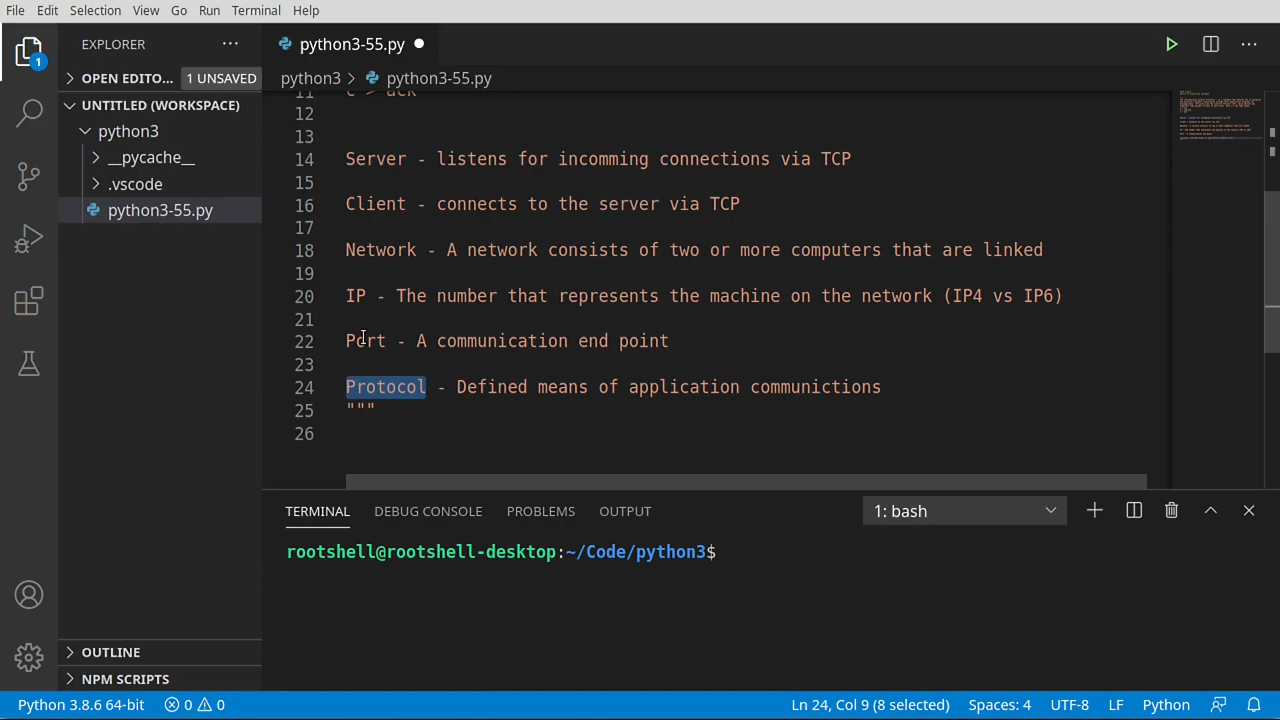 File Edit Selection View Go Run Terminal Help
EXPLORER
python3-55.py
1
OPEN EDITO... 1 UNSAVED
python3 > python3-55.py
UNTITLED (WORKSPACE)
python3
__pycache__
.vscode
python3-55.py
11 c > ack
12
13
14 Server - listens for incomming connections via TCP
15
16 Client - connects to the server via TCP
17
18 Network - A network consists of two or more computers that are linked
19
20 IP - The number that represents the machine on the network (IP4 vs IP6)
21
22 Port - A communication end point
23
24 Protocol - Defined means of application communictions
25 """
26
TERMINAL DEBUG CONSOLE PROBLEMS OUTPUT 1: bash
rootshell@rootshell-desktop:~/Code/python3$
OUTLINE
NPM SCRIPTS
Python 3.8.6 64-bit 0 0 Ln 24, Col 9 (8 selected) Spaces: 4 UTF-8 LF Python